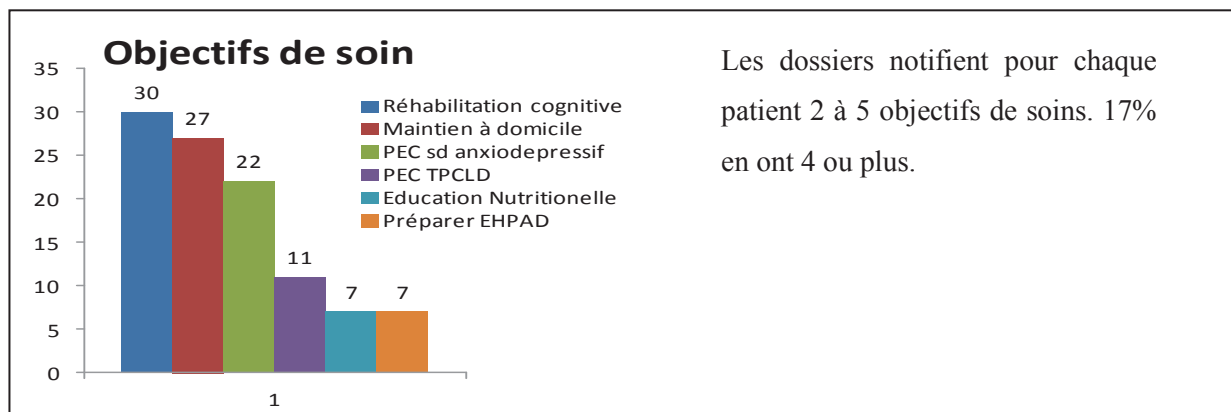 Objectifs de soin
35
30
25
20
15
10
5
0
30
27
22
11
7
7
1
Réhabilitation cognitive
Maintien à domicile
PEC sd anxiodepressif
PEC TPCLD
Education Nutritionelle
Préparer EHPAD
Les dossiers notifient pour chaque
patient 2 à 5 objectifs de soins. 17%
en ont 4 ou plus.